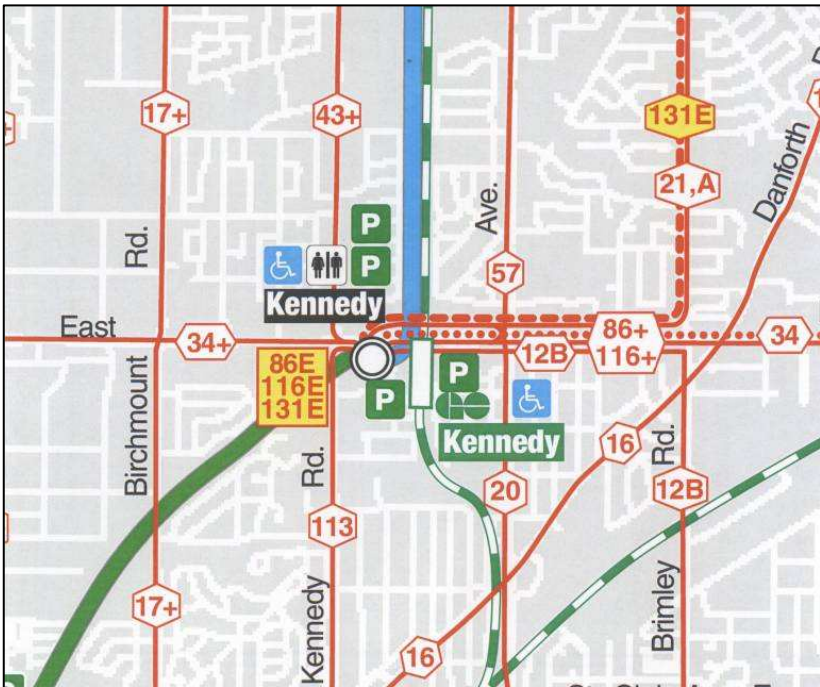 17+
43+
131E
21,A
Danforth
Rd.
Ave.
P
P
57
Kennedy
East
34+
86+
116+
34
12B
86E
116E
131E
P
P
Kennedy
Birchmount
Rd.
16
Rd.
20
12B
113
17+
Kennedy
Brimley
16